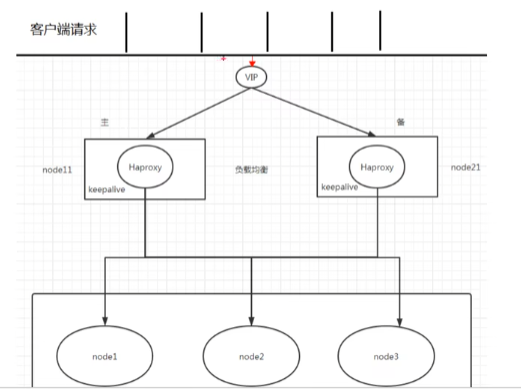 客户端请求
VIP
主
备
node11
Haproxy
keepalive
负载均衡
Haproxy
keepalive
node21
node1
node2
node3